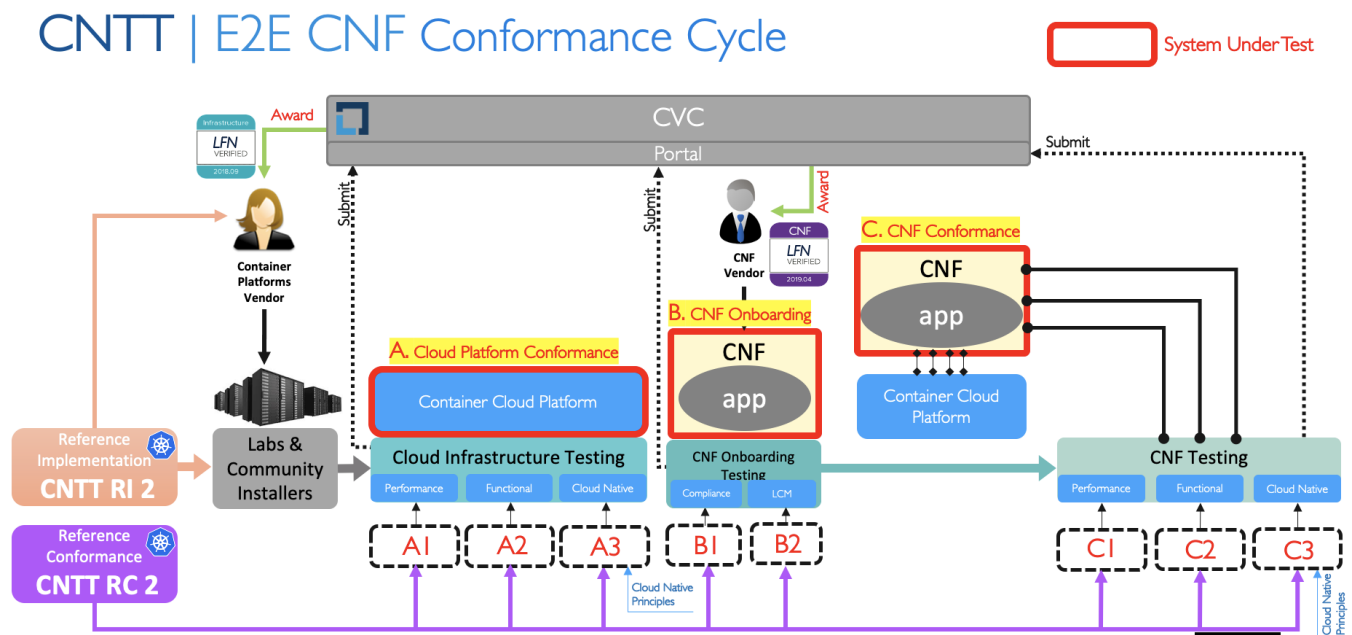 CNTT | E2E CNF Conformance Cycle
System Under Test
CVC
Portal
Award
Infrastructure
LFN
VERIFIED
2018.09
Submit
Submit
Submit
Award
CNF
LFN
VERIFIED
2019.04
Container
Platforms
Vendor
CNF
Vendor
A. Cloud Platform Conformance
Container Cloud Platform
B. CNF Onboarding
CNF
app
C. CNF Conformance
CNF
app
Container Cloud
Platform
Reference
Implementation
CNTT RI 2
Labs &
Community
Installers
Cloud Infrastructure Testing
Performance
Functional
Cloud Native
CNF Onboarding
Testing
Compliance
LCM
CNF Testing
Performance
Functional
Cloud Native
Reference
Conformance
CNTT RC 2
A1
A2
A3
B1
B2
C1
C2
C3
Cloud Native
Principles
Cloud Native
Principles